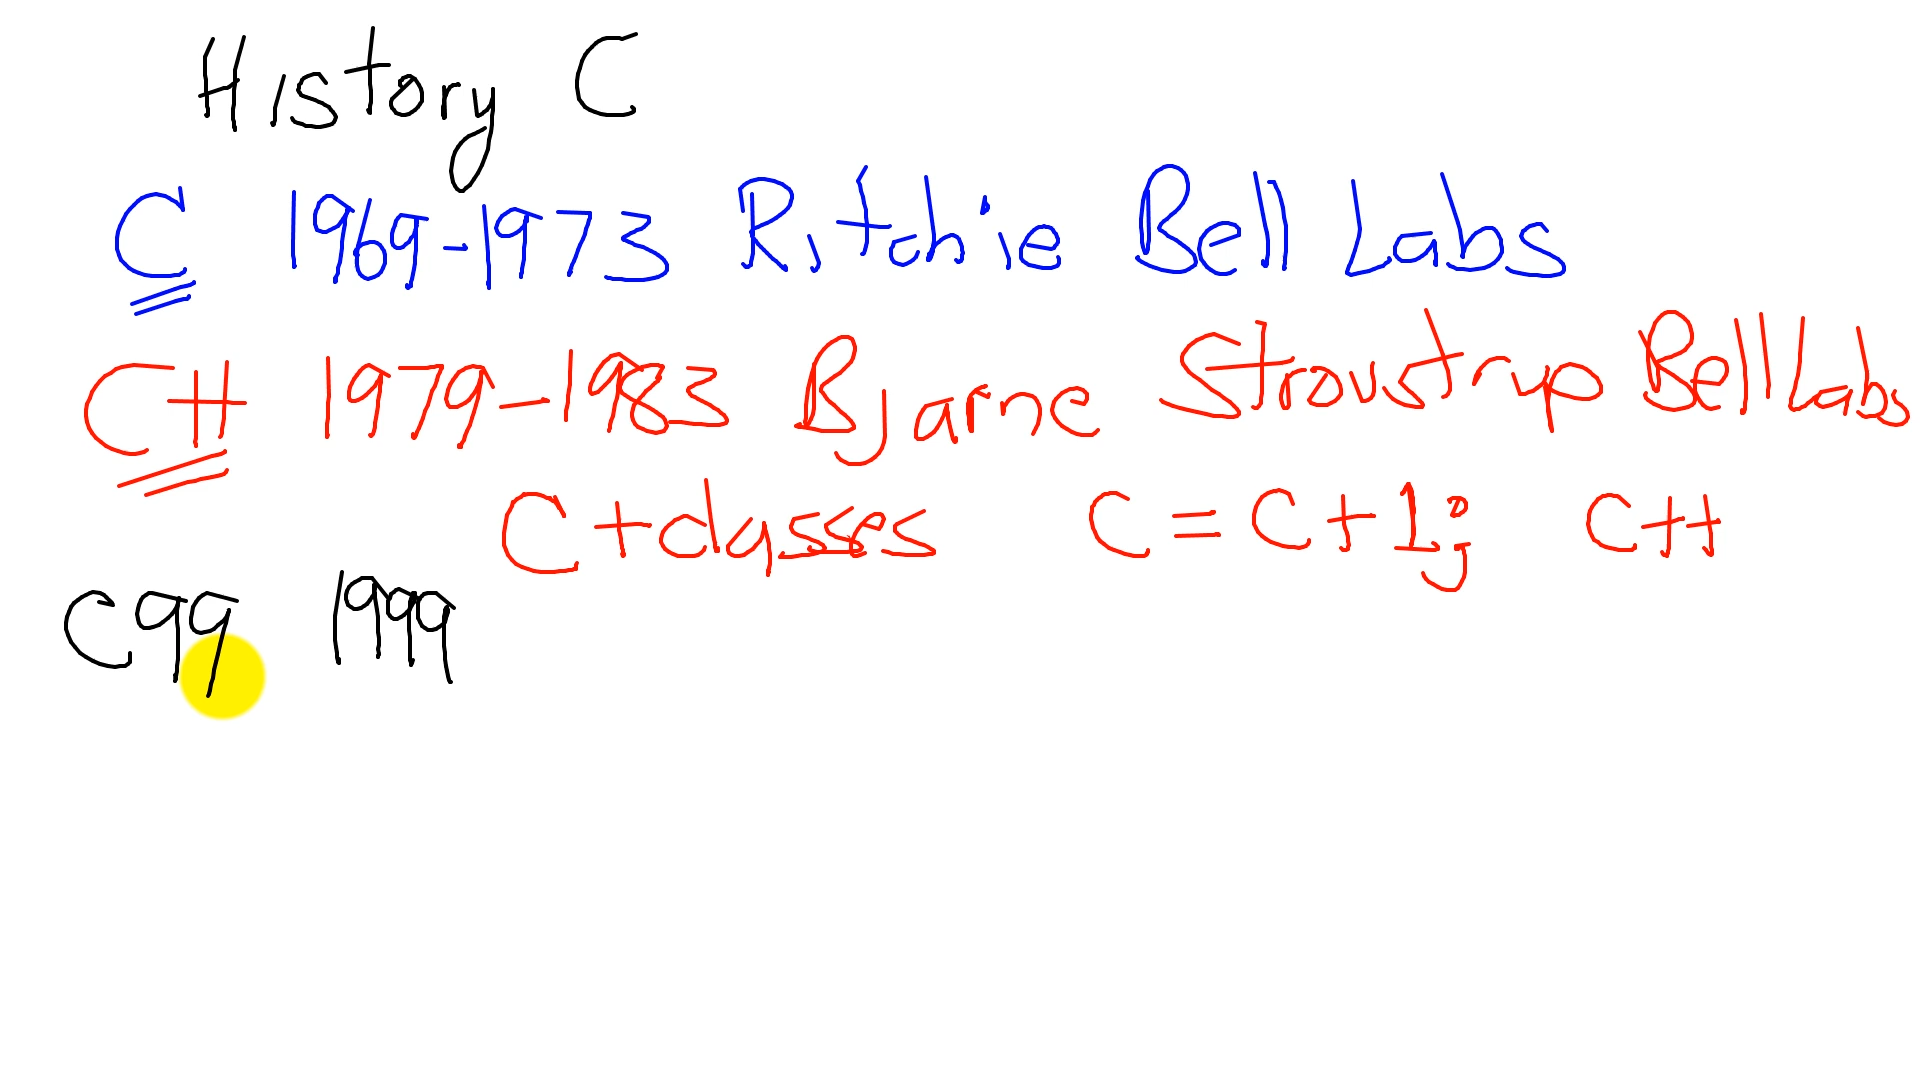 History C
C 1969-1973 Ritchie Bell Labs
C++ 1979-1983 Bjarne Stroustrup Bell Labs
C+classes C=C+1; C++
C99 1999